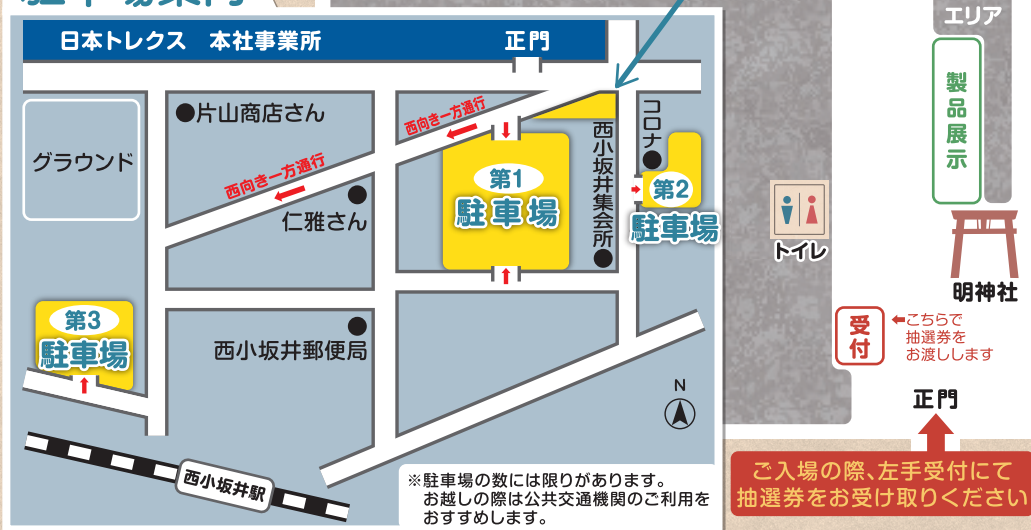 駐車場案内
日本トレクス 本社事業所
正門
グラウンド
●片山商店さん
西向き一方通行
西向き一方通行
仁雅さん
第1
駐車場
西小坂井集会所
コロナ
第2
駐車場
第3
駐車場
西小坂井郵便局
N
西小坂井駅
※駐車場の数には限りがあります。
お越しの際は公共交通機関のご利用を
おすすめします。
エリア
製品展示
トイレ
明神社
受付
←こちらで
抽選券を
お渡しします
正門
ご入場の際、左手受付にて
抽選券をお受け取りください